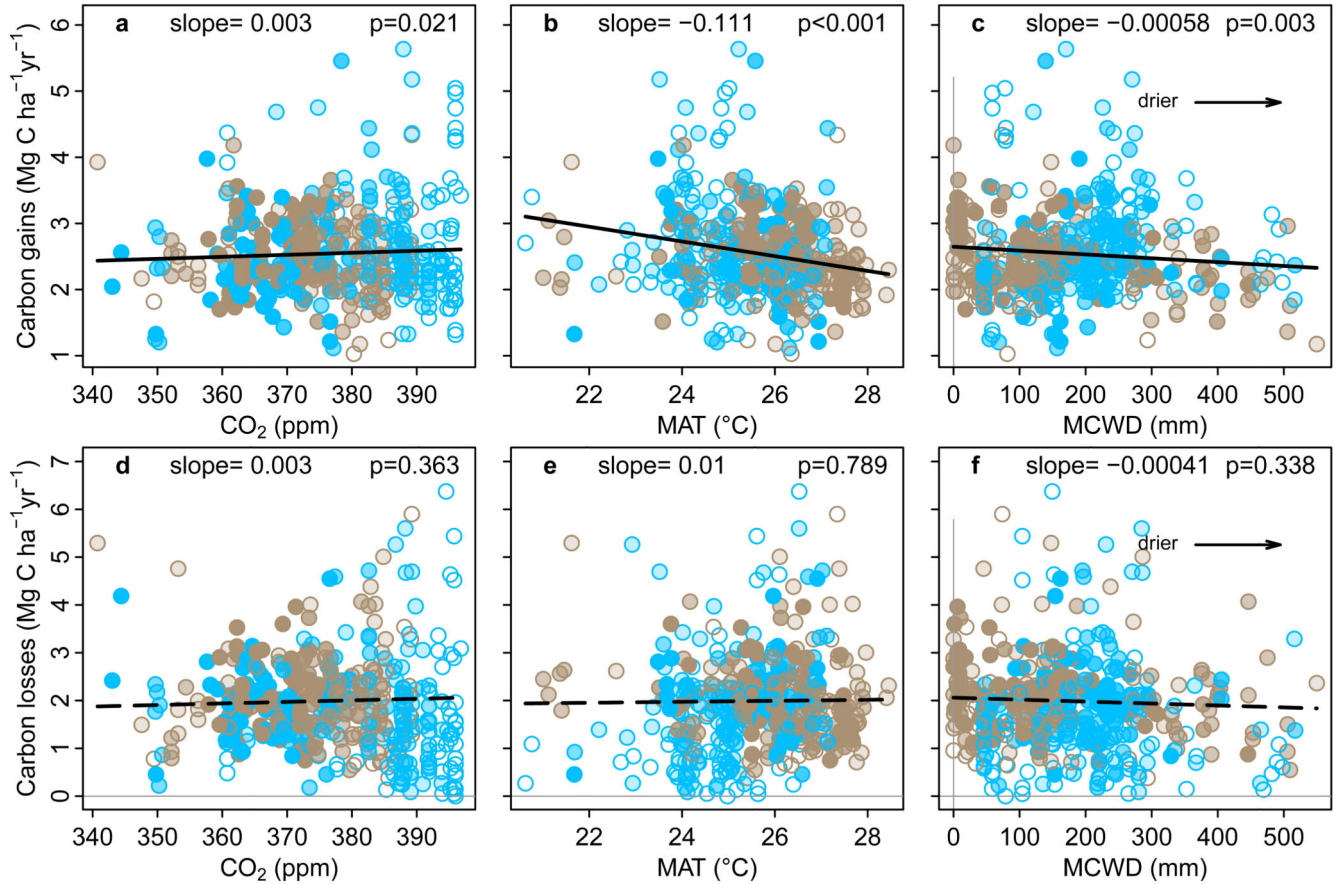 a slope= 0.003 p=0.021
b slope= −0.111 p<0.001
c slope= −0.00058 p=0.003
Carbon gains (Mg C ha⁻¹yr⁻¹)
6
5
4
3
2
1
drier
340 350 360 370 380 390
CO₂ (ppm)
22 24 26 28
MAT (°C)
0 100 200 300 400 500
MCWD (mm)
d slope= 0.003 p=0.363
e slope= 0.01 p=0.789
f slope= −0.00041 p=0.338
Carbon losses (Mg C ha⁻¹yr⁻¹)
7
6
5
4
3
2
1
0
drier
340 350 360 370 380 390
CO₂ (ppm)
22 24 26 28
MAT (°C)
0 100 200 300 400 500
MCWD (mm)